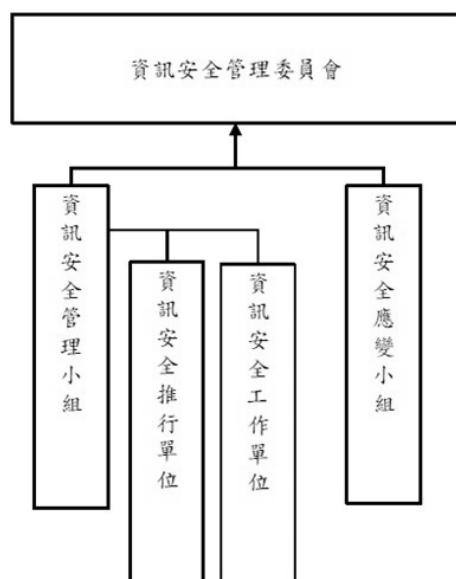 資訊安全管理委員會
資訊安全管理小組
資訊安全推行單位
資訊安全工作單位
資訊安全應變小組